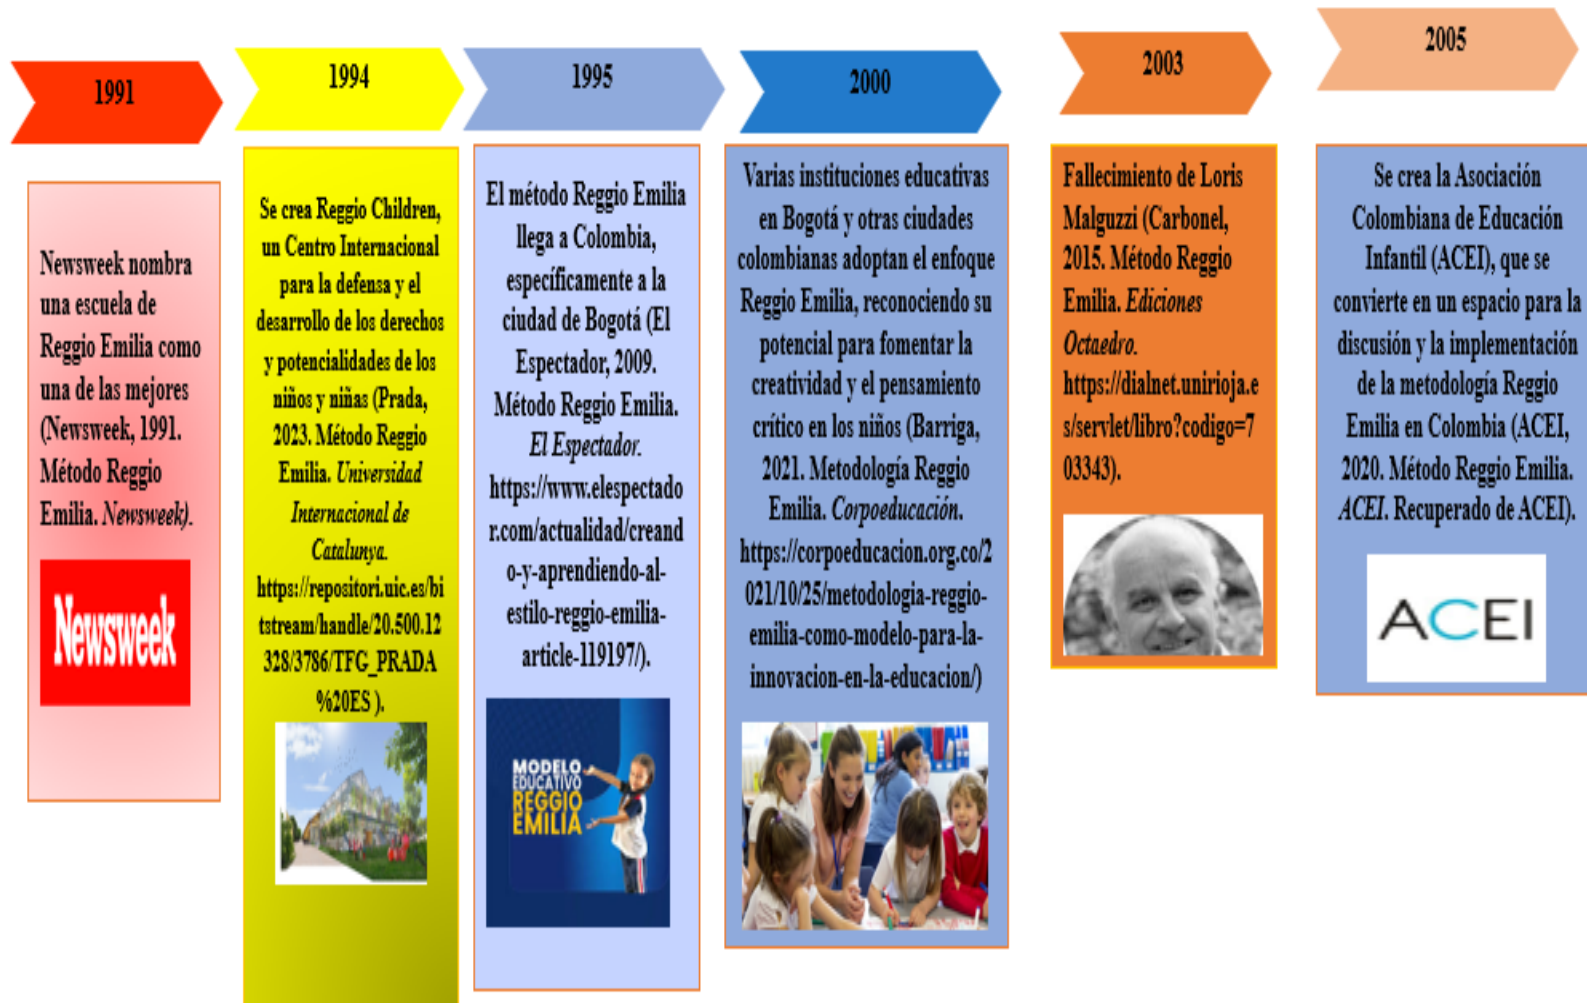 1991
Newsweek nombra
una escuela de
Reggio Emilia como
una de las mejores
(Newsweek, 1991.
Método Reggio
Emilia. Newsweek).
Newsweek
1994
Se crea Reggio Children,
un Centro Internacional
para la defensa y el
desarrollo de los derechos
y potencialidades de los
niños y niñas (Prada,
2023. Método Reggio
Emilia. Universidad
Internacional de
Catalunya.
https://repositori.uic.es/bi
tstream/handle/20.500.12
328/3786/TFG_PRADA
%20ES ).
1995
El método Reggio Emilia
llega a Colombia,
específicamente a la
ciudad de Bogotá (El
Espectador, 2009.
Método Reggio Emilia.
El Espectador.
https://www.elespectado
r.com/actualidad/creand
o-y-aprendiendo-al-
estilo-reggio-emilia-
article-119197/).
MODELO
EDUCATIVO
REGGIO
EMILIA
2000
Varias instituciones educativas
en Bogotá y otras ciudades
colombianas adoptan el enfoque
Reggio Emilia, reconociendo su
potencial para fomentar la
creatividad y el pensamiento
crítico en los niños (Barriga,
2021. Metodología Reggio
Emilia. Corpoeducación.
https://corpoeducacion.org.co/2
021/10/25/metodologia-reggio-
emilia-como-modelo-para-la-
innovacion-en-la-educacion/)
2003
Fallecimiento de Loris
Malguzzi (Carbonel,
2015. Método Reggio
Emilia. Ediciones
Octaedro.
https://dialnet.unirioja.e
s/servlet/libro?codigo=7
03343).
2005
Se crea la Asociación
Colombiana de Educación
Infantil (ACEI), que se
convierte en un espacio para la
discusión y la implementación
de la metodología Reggio
Emilia en Colombia (ACEI,
2020. Método Reggio Emilia.
ACEI. Recuperado de ACEI).
ACEI